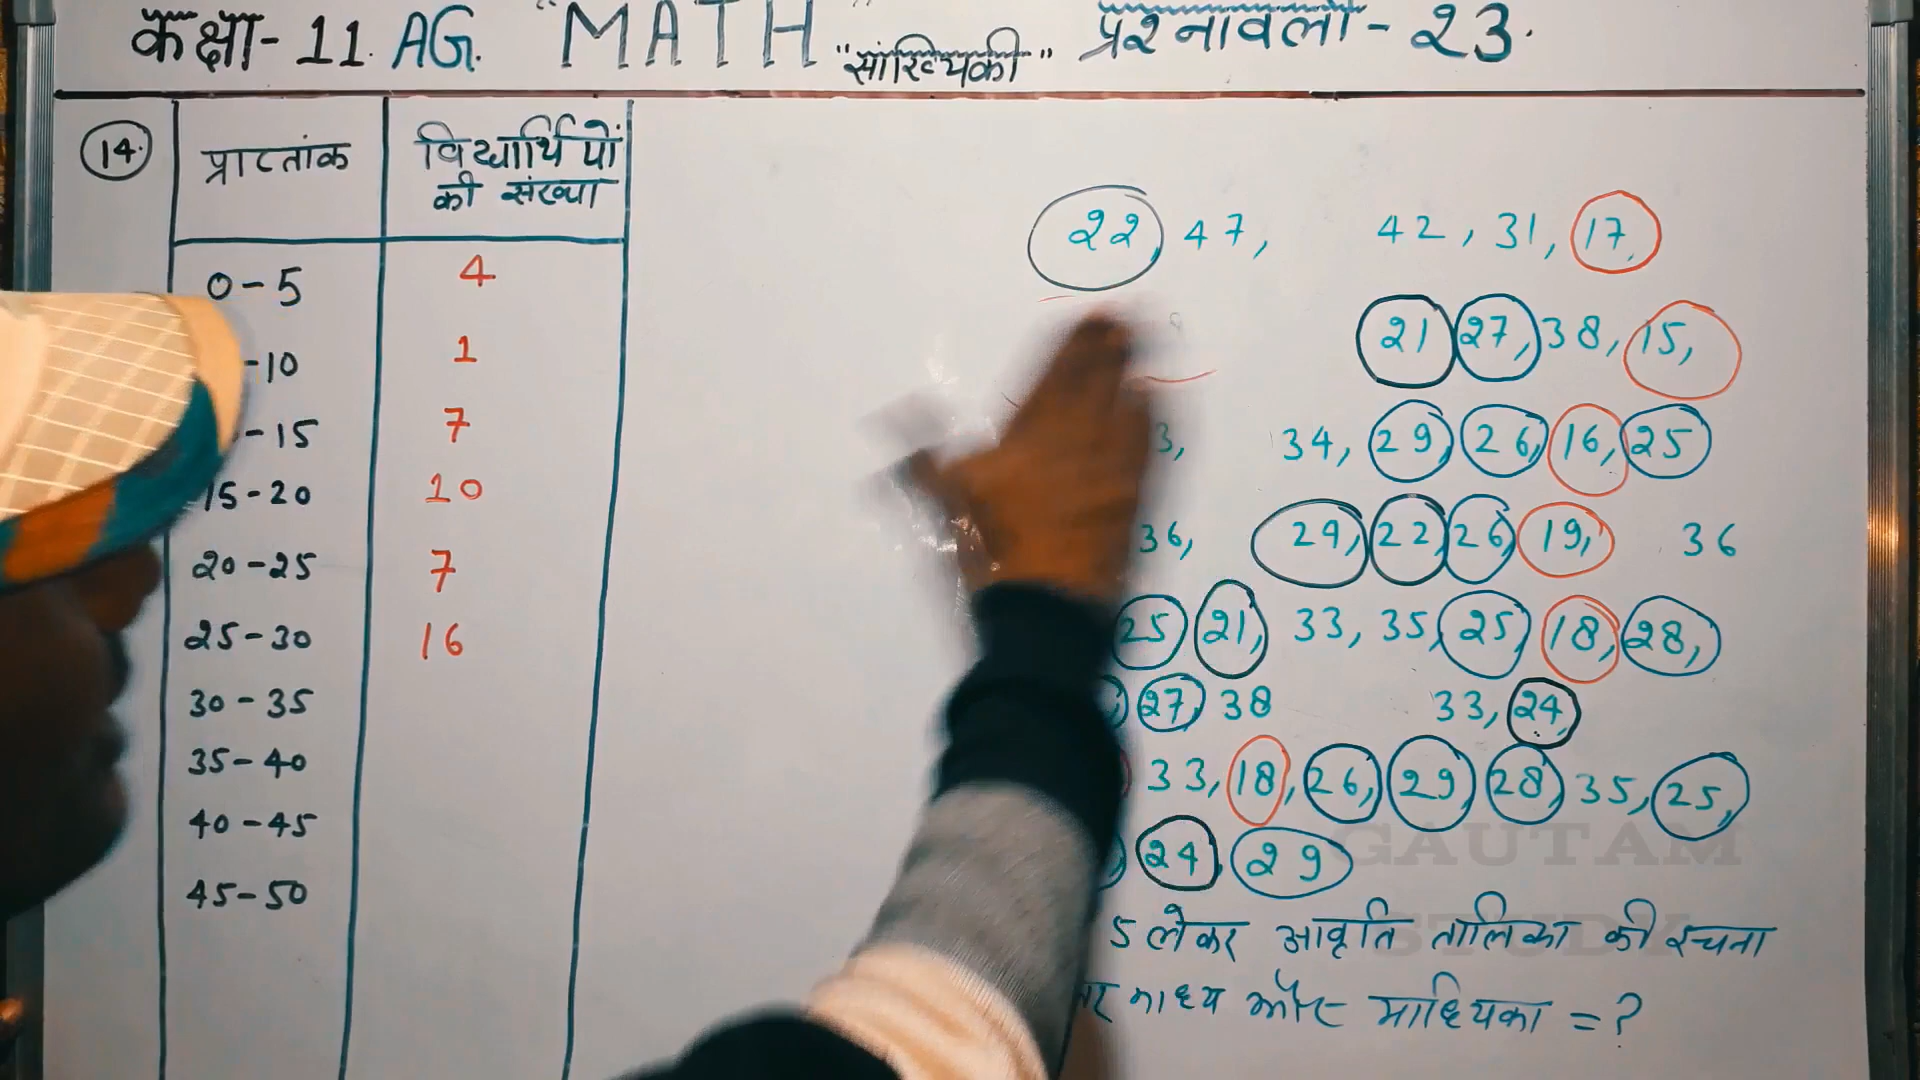 कक्षा - 11. AG. "MATH" "सांख्यिकी" प्रश्नावली - 23.
14. प्राप्तांक विद्यार्थियों
की संख्या
0 - 5 4
- 10 1
- 15 7
15 - 20 10
20 - 25 7
25 - 30 16
30 - 35
35 - 40
40 - 45
45 - 50
22, 47, 42, 31, 17,
21 27, 38, 15,
3, 34, 29, 26, 16, 25
36, 29, 22, 26, 19, 36
25, 21, 33, 35, 25, 18, 28,
27, 38 33, 24,
33, 18, 26, 29, 28, 35, 25,
24, 29
GAUTAM
STUDY
5 लेकर आवृति तालिका की रचना
माध्य और माध्यिका = ?